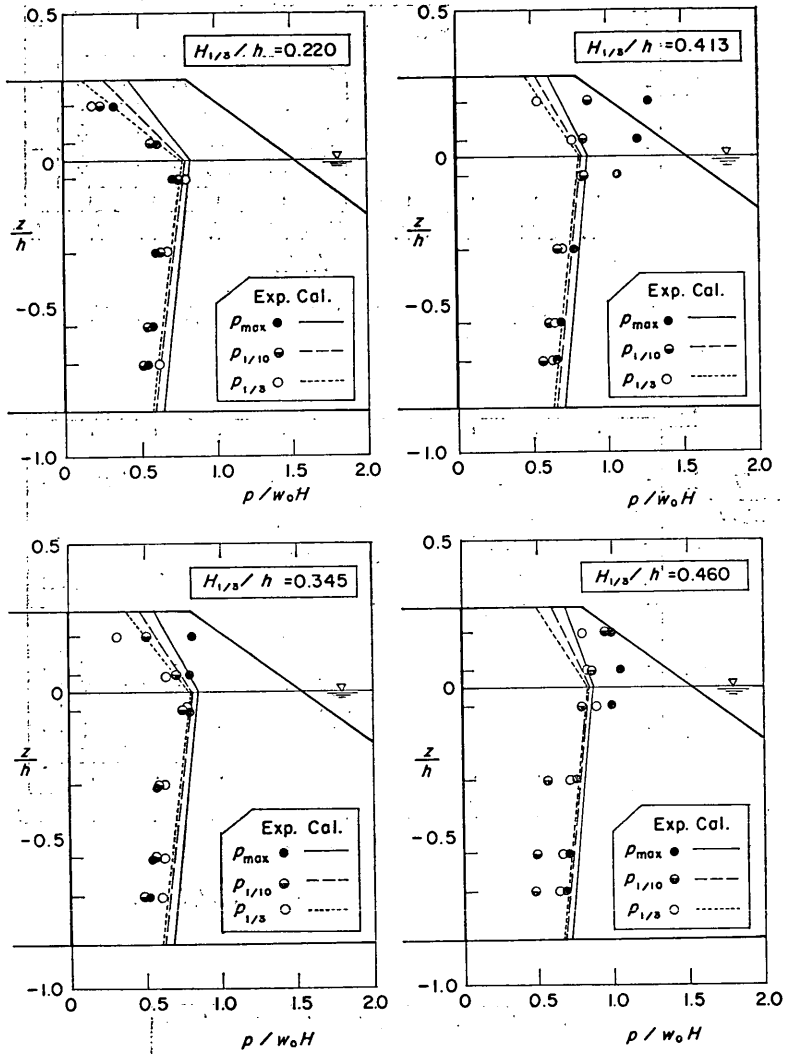 0.5
H1/3 / h = 0.220
0
z/h
-0.5
Exp. Cal.
Pmax
P1/10
P1/3
-1.0
0 0.5 1.0 1.5 2.0
p / w₀H
0.5
H1/3 / h = 0.413
0
z/h
-0.5
Exp. Cal.
Pmax
P1/10
P1/3
-1.0
0 0.5 1.0 1.5 2.0
p / w₀H
0.5
H1/3 / h = 0.345
0
z/h
-0.5
Exp. Cal.
Pmax
P1/10
P1/3
-1.0
0 0.5 1.0 1.5 2.0
p / w₀H
0.5
H1/3 / h = 0.460
0
z/h
-0.5
Exp. Cal.
Pmax
P1/10
P1/3
-1.0
0 0.5 1.0 1.5 2.0
p / w₀H